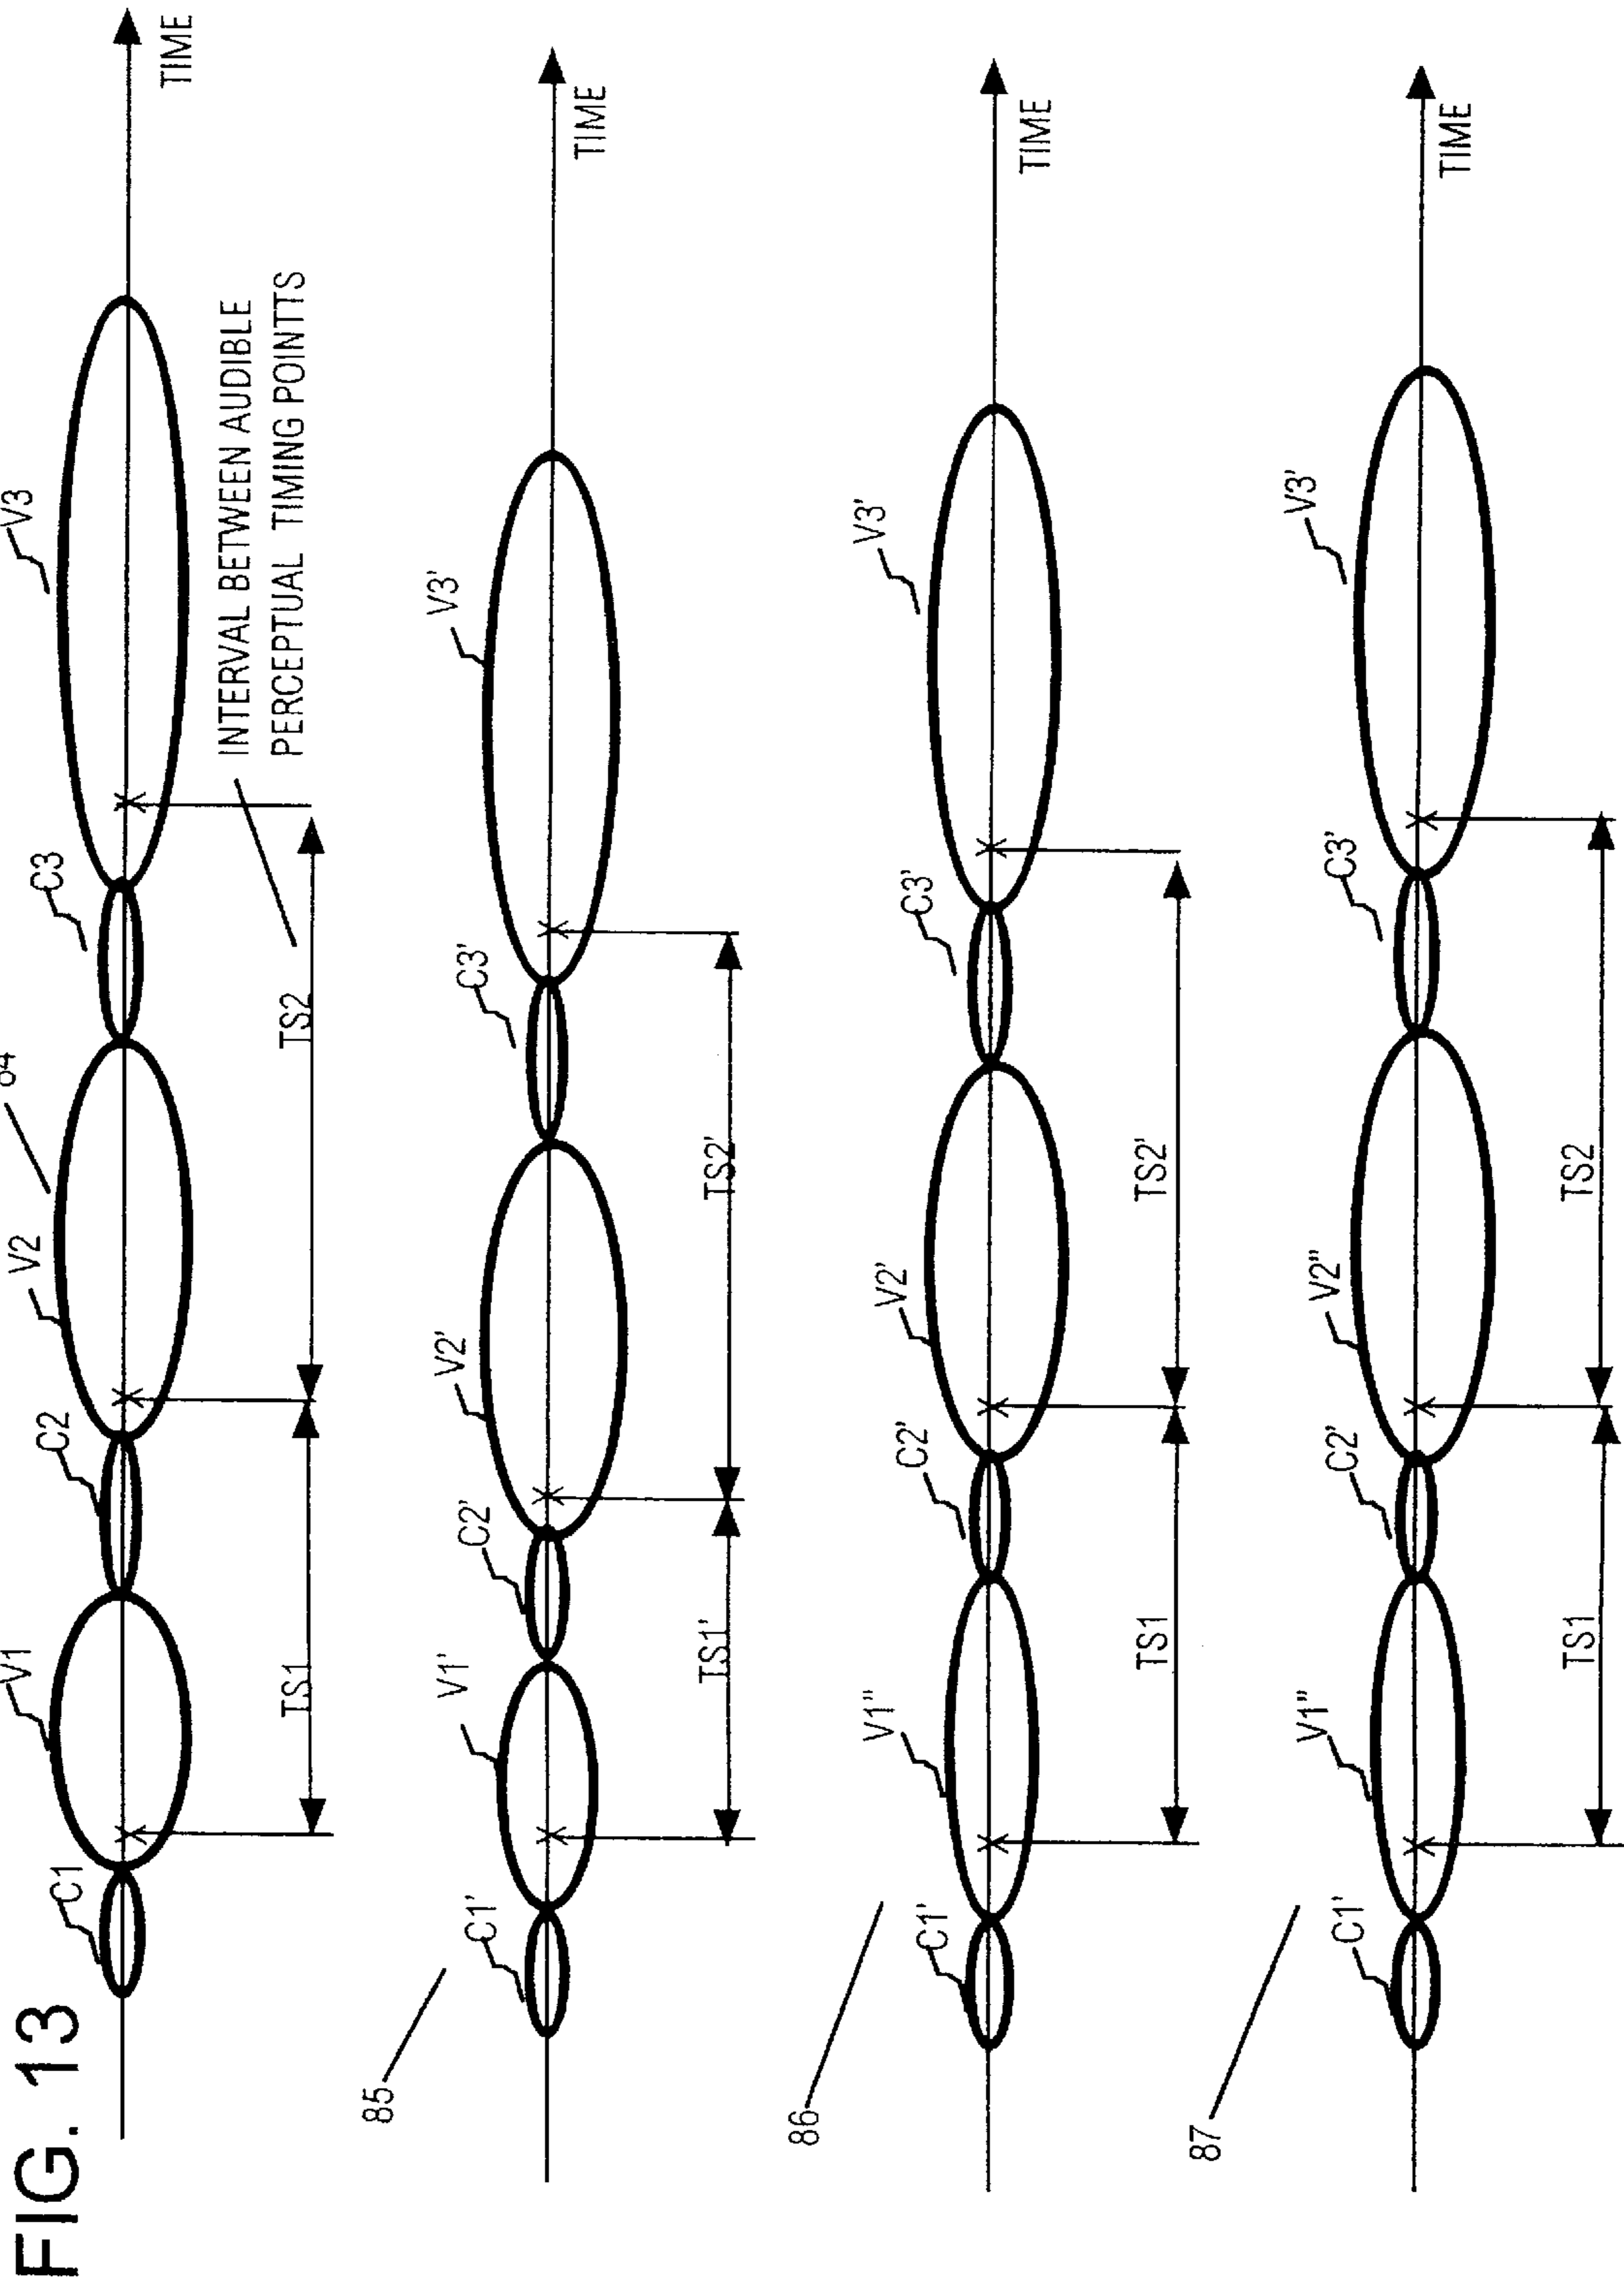 FIG. 13
84
C1
V1
C2
V2
C3
V3
TIME
TS1
TS2
INTERVAL BETWEEN AUDIBLE
PERCEPTUAL TIMING POINTTS
85
C1'
V1'
C2'
V2'
C3'
V3'
TIME
TS1'
TS2'
86
C1'
V1"
C2'
V2'
C3'
V3'
TIME
TS1
TS2'
87
C1'
V1"
C2'
V2"
C3'
V3'
TIME
TS1
TS2